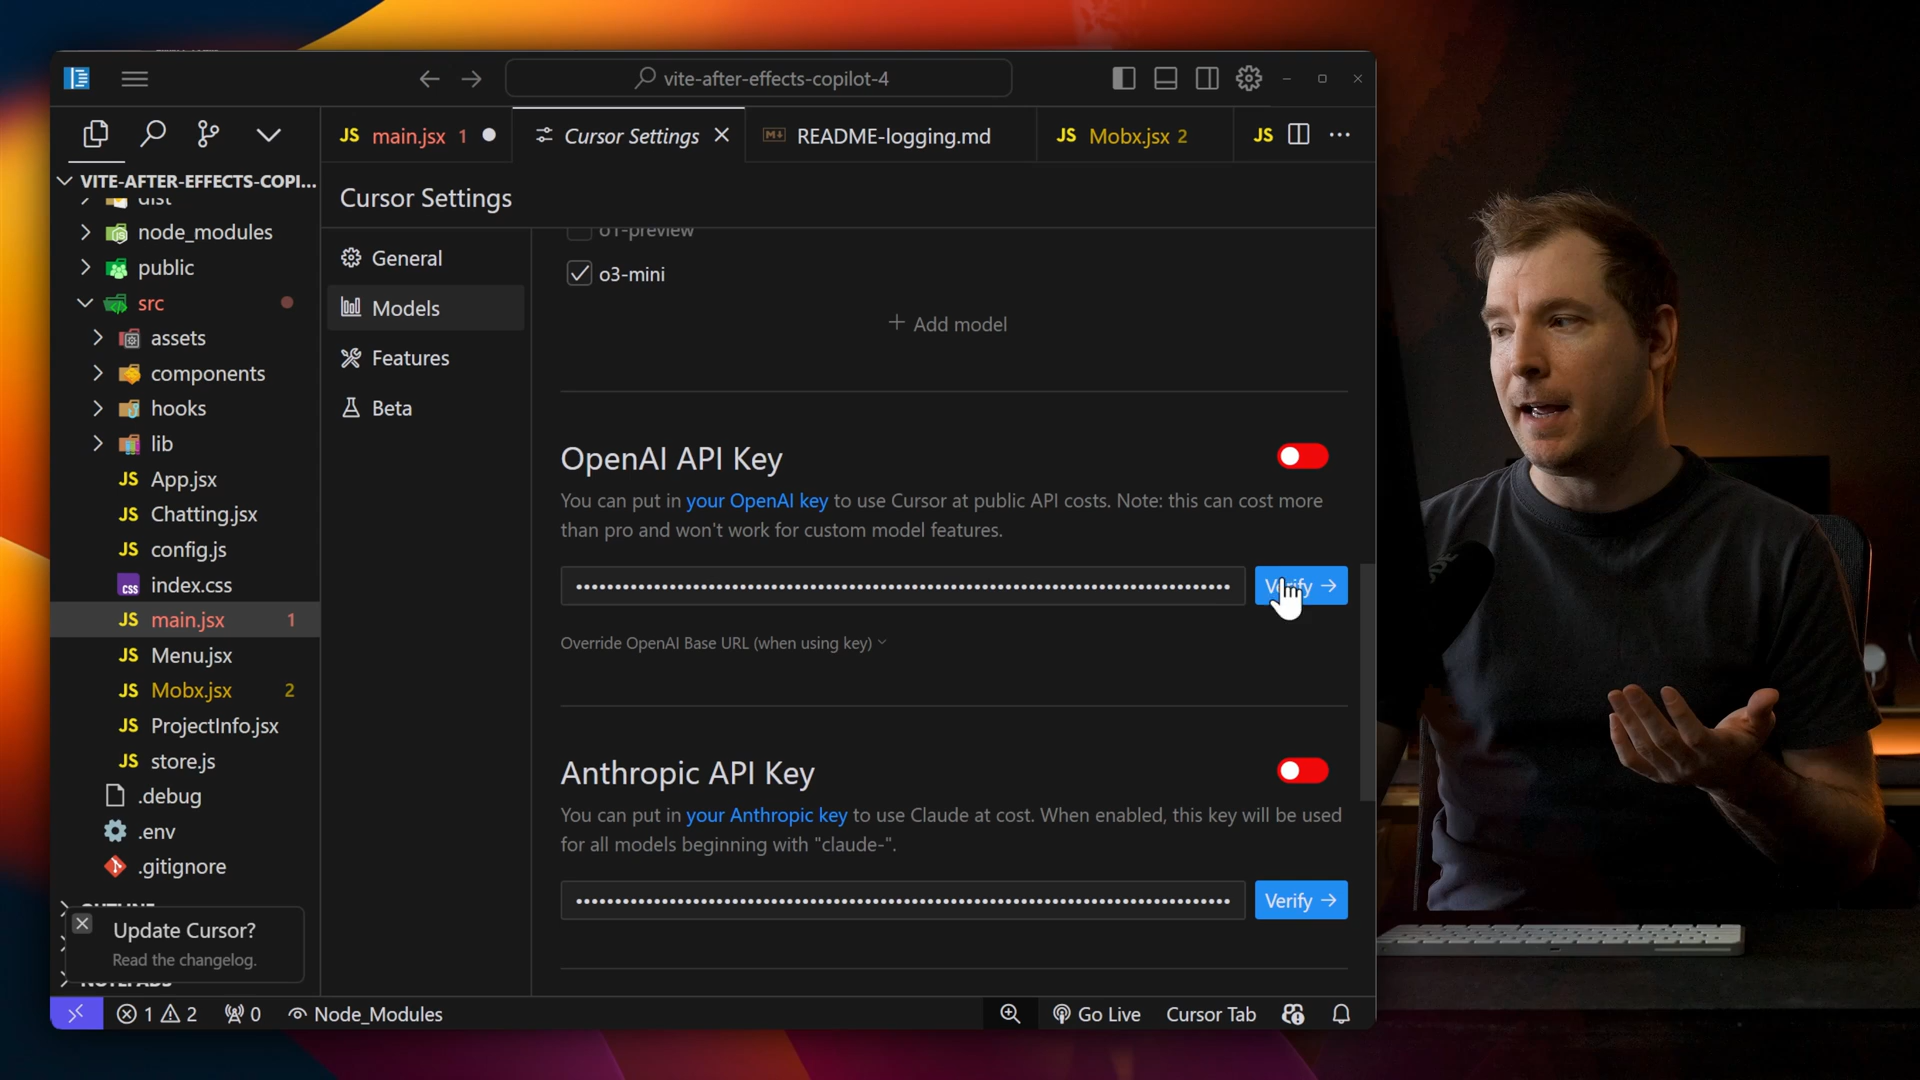 vite-after-effects-copilot-4
JS main.jsx 1
Cursor Settings
README-logging.md
JS Mobx.jsx 2
JS
VITE-AFTER-EFFECTS-COPI...
dist
node_modules
public
src
assets
components
hooks
lib
JS App.jsx
JS Chatting.jsx
JS config.js
css index.css
JS main.jsx 1
JS Menu.jsx
JS Mobx.jsx 2
JS ProjectInfo.jsx
JS store.js
.debug
.env
.gitignore
OUTLINE
Update Cursor?
Read the changelog.
NOTEPADS
Cursor Settings
General
Models
Features
Beta
o1-preview
o3-mini
+ Add model
OpenAI API Key
You can put in your OpenAI key to use Cursor at public API costs. Note: this can cost more
than pro and won't work for custom model features.
Verify →
Override OpenAI Base URL (when using key)
Anthropic API Key
You can put in your Anthropic key to use Claude at cost. When enabled, this key will be used
for all models beginning with "claude-".
Verify →
1 2 0 Node_Modules
Go Live Cursor Tab